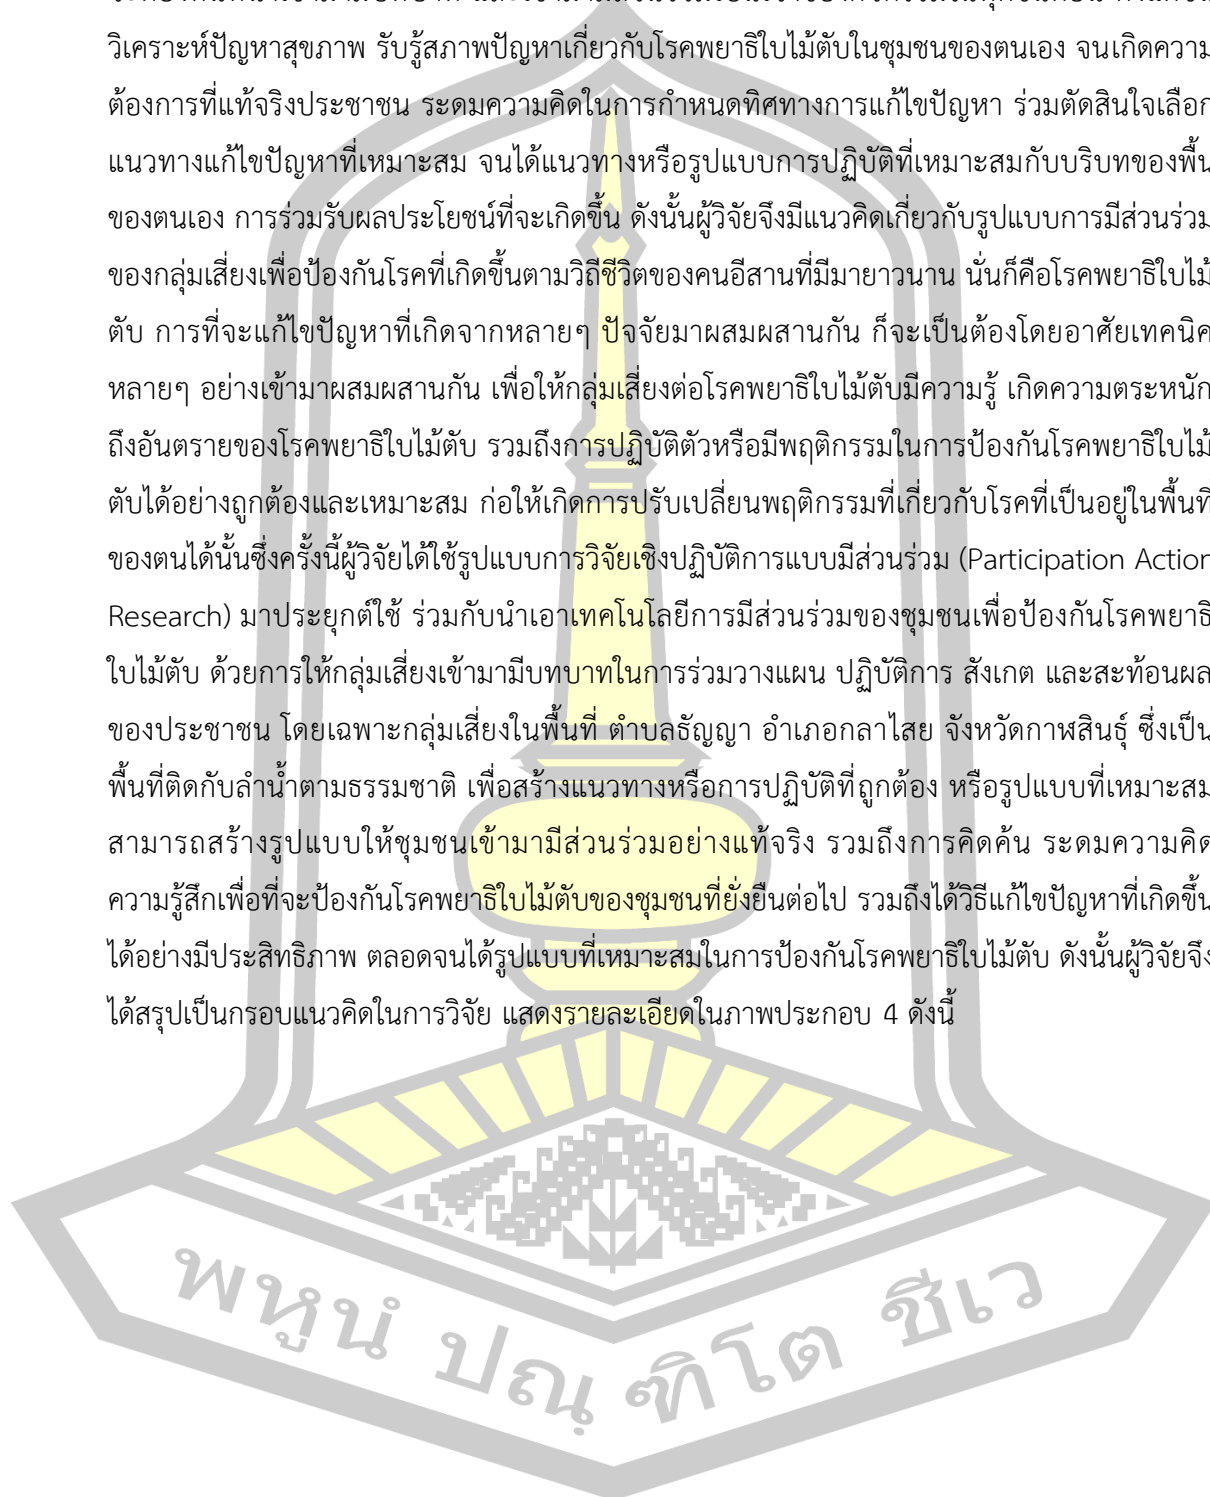 วิเคราะห์ปัญหาสุขภาพ รับรู้สภาพปัญหาเกี่ยวกับโรคพยาธิใบไม้ตับในชุมชนของตนเอง จนเกิดความ
ต้องการที่แท้จริงประชาชน ระดมความคิดในการกำหนดทิศทางการแก้ไขปัญหา ร่วมตัดสินใจเลือก
แนวทางแก้ไขปัญหาที่เหมาะสม จนได้แนวทางหรือรูปแบบการปฏิบัติที่เหมาะสมกับบริบทของพื้น
ของตนเอง การร่วมรับผลประโยชน์ที่จะเกิดขึ้น ดังนั้นผู้วิจัยจึงมีแนวคิดเกี่ยวกับรูปแบบการมีส่วนร่วม
ของกลุ่มเสี่ยงเพื่อป้องกันโรคที่เกิดขึ้นตามวิถีชีวิตของคนอีสานที่มีมายาวนาน นั่นก็คือโรคพยาธิใบไม้
ตับ การที่จะแก้ไขปัญหาที่เกิดจากหลายๆ ปัจจัยมาผสมผสานกัน ก็จะเป็นต้องโดยอาศัยเทคนิค
หลายๆ อย่างเข้ามาผสมผสานกัน เพื่อให้กลุ่มเสี่ยงต่อโรคพยาธิใบไม้ตับมีความรู้ เกิดความตระหนัก
ถึงอันตรายของโรคพยาธิใบไม้ตับ รวมถึงการปฏิบัติตัวหรือมีพฤติกรรมในการป้องกันโรคพยาธิใบไม้
ตับได้อย่างถูกต้องและเหมาะสม ก่อให้เกิดการปรับเปลี่ยนพฤติกรรมที่เกี่ยวกับโรคที่เป็นอยู่ในพื้นที่
ของตนได้นั้นซึ่งครั้งนี้ผู้วิจัยได้ใช้รูปแบบการวิจัยเชิงปฏิบัติการแบบมีส่วนร่วม (Participation Action
Research) มาประยุกต์ใช้ ร่วมกับนำเอาเทคโนโลยีการมีส่วนร่วมของชุมชนเพื่อป้องกันโรคพยาธิ
ใบไม้ตับ ด้วยการให้กลุ่มเสี่ยงเข้ามามีบทบาทในการร่วมวางแผน ปฏิบัติการ สังเกต และสะท้อนผล
ของประชาชน โดยเฉพาะกลุ่มเสี่ยงในพื้นที่ ตำบลธัญญา อำเภอกลาไสย จังหวัดกาฬสินธุ์ ซึ่งเป็น
พื้นที่ติดกับลำน้ำตามธรรมชาติ เพื่อสร้างแนวทางหรือการปฏิบัติที่ถูกต้อง หรือรูปแบบที่เหมาะสม
สามารถสร้างรูปแบบให้ชุมชนเข้ามามีส่วนร่วมอย่างแท้จริง รวมถึงการคิดค้น ระดมความคิด
ความรู้สึกเพื่อที่จะป้องกันโรคพยาธิใบไม้ตับของชุมชนที่ยั่งยืนต่อไป รวมถึงได้วิธีแก้ไขปัญหาที่เกิดขึ้น
ได้อย่างมีประสิทธิภาพ ตลอดจนได้รูปแบบที่เหมาะสมในการป้องกันโรคพยาธิใบไม้ตับ ดังนั้นผู้วิจัยจึง
ได้สรุปเป็นกรอบแนวคิดในการวิจัย แสดงรายละเอียดในภาพประกอบ 4 ดังนี้
พหูนํ ปณฺฑิโต ชีเว